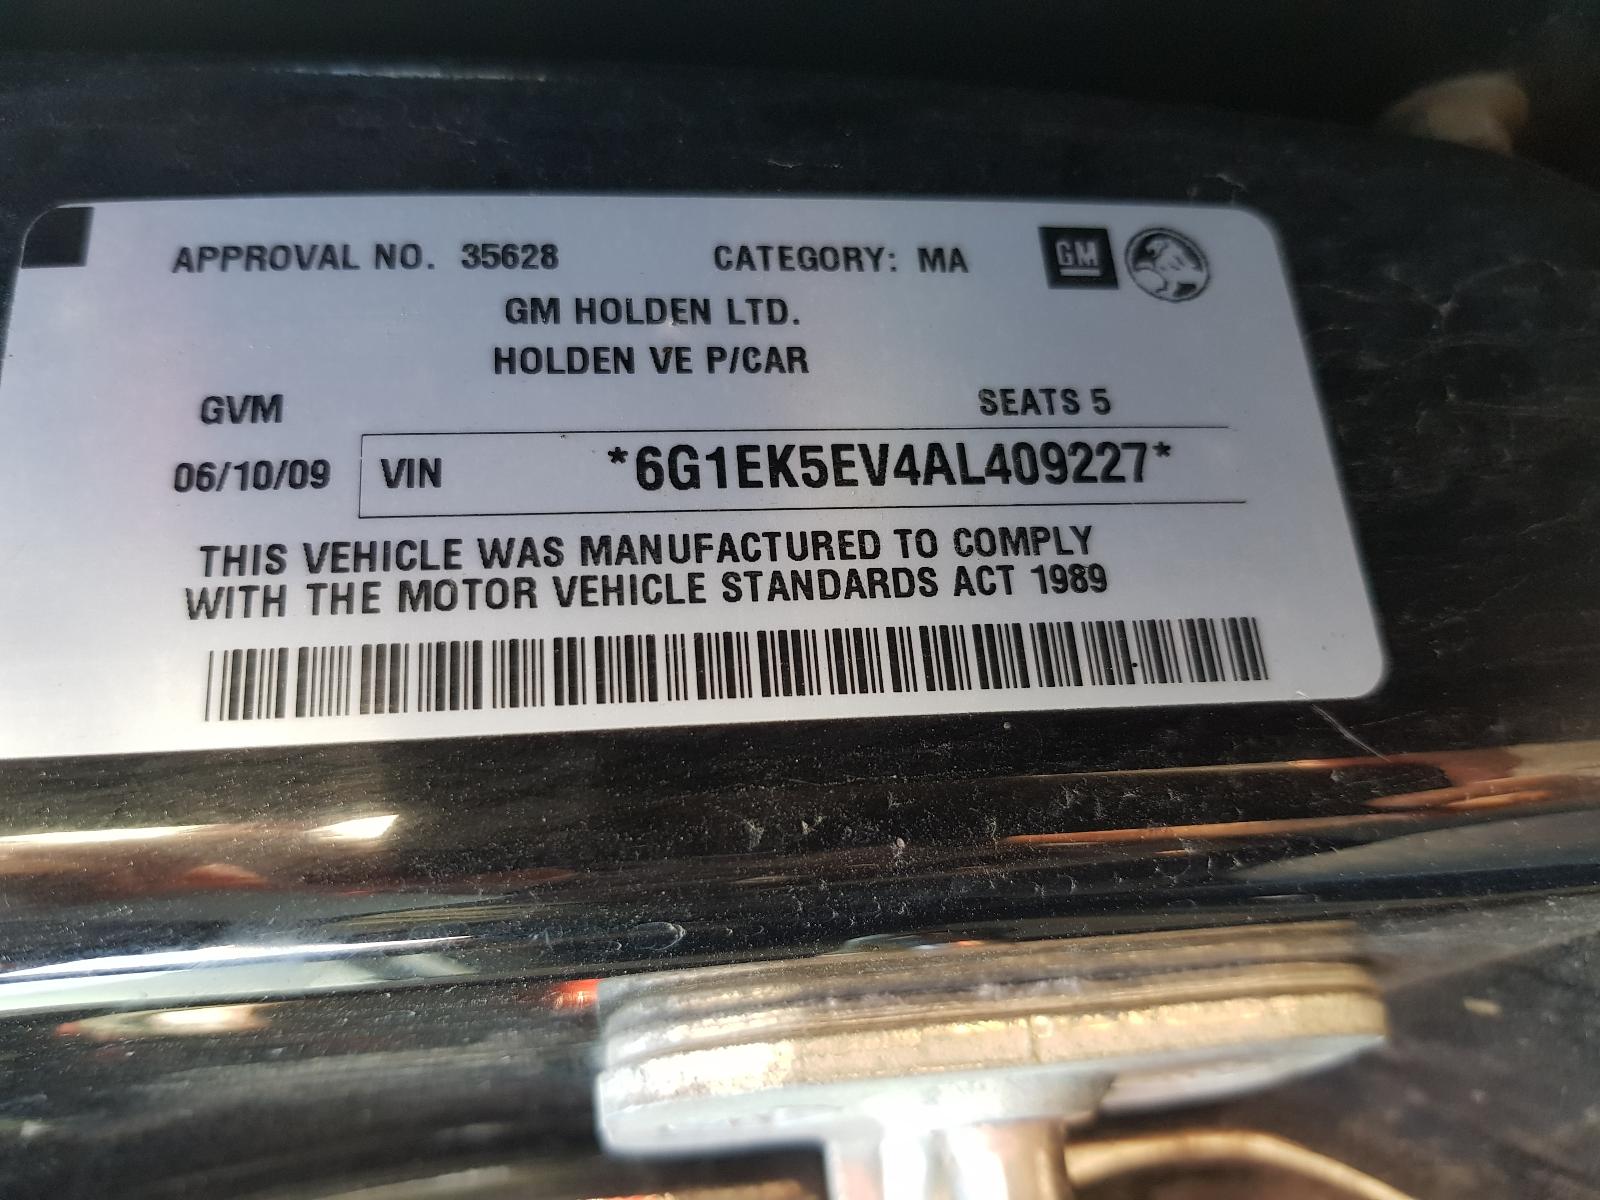 APPROVAL NO. 35628 CATEGORY: MA GM
GM HOLDEN LTD.
HOLDEN VE P/CAR
GVM SEATS 5
06/10/09 VIN *6G1EK5EV4AL409227*
THIS VEHICLE WAS MANUFACTURED TO COMPLY
WITH THE MOTOR VEHICLE STANDARDS ACT 1989